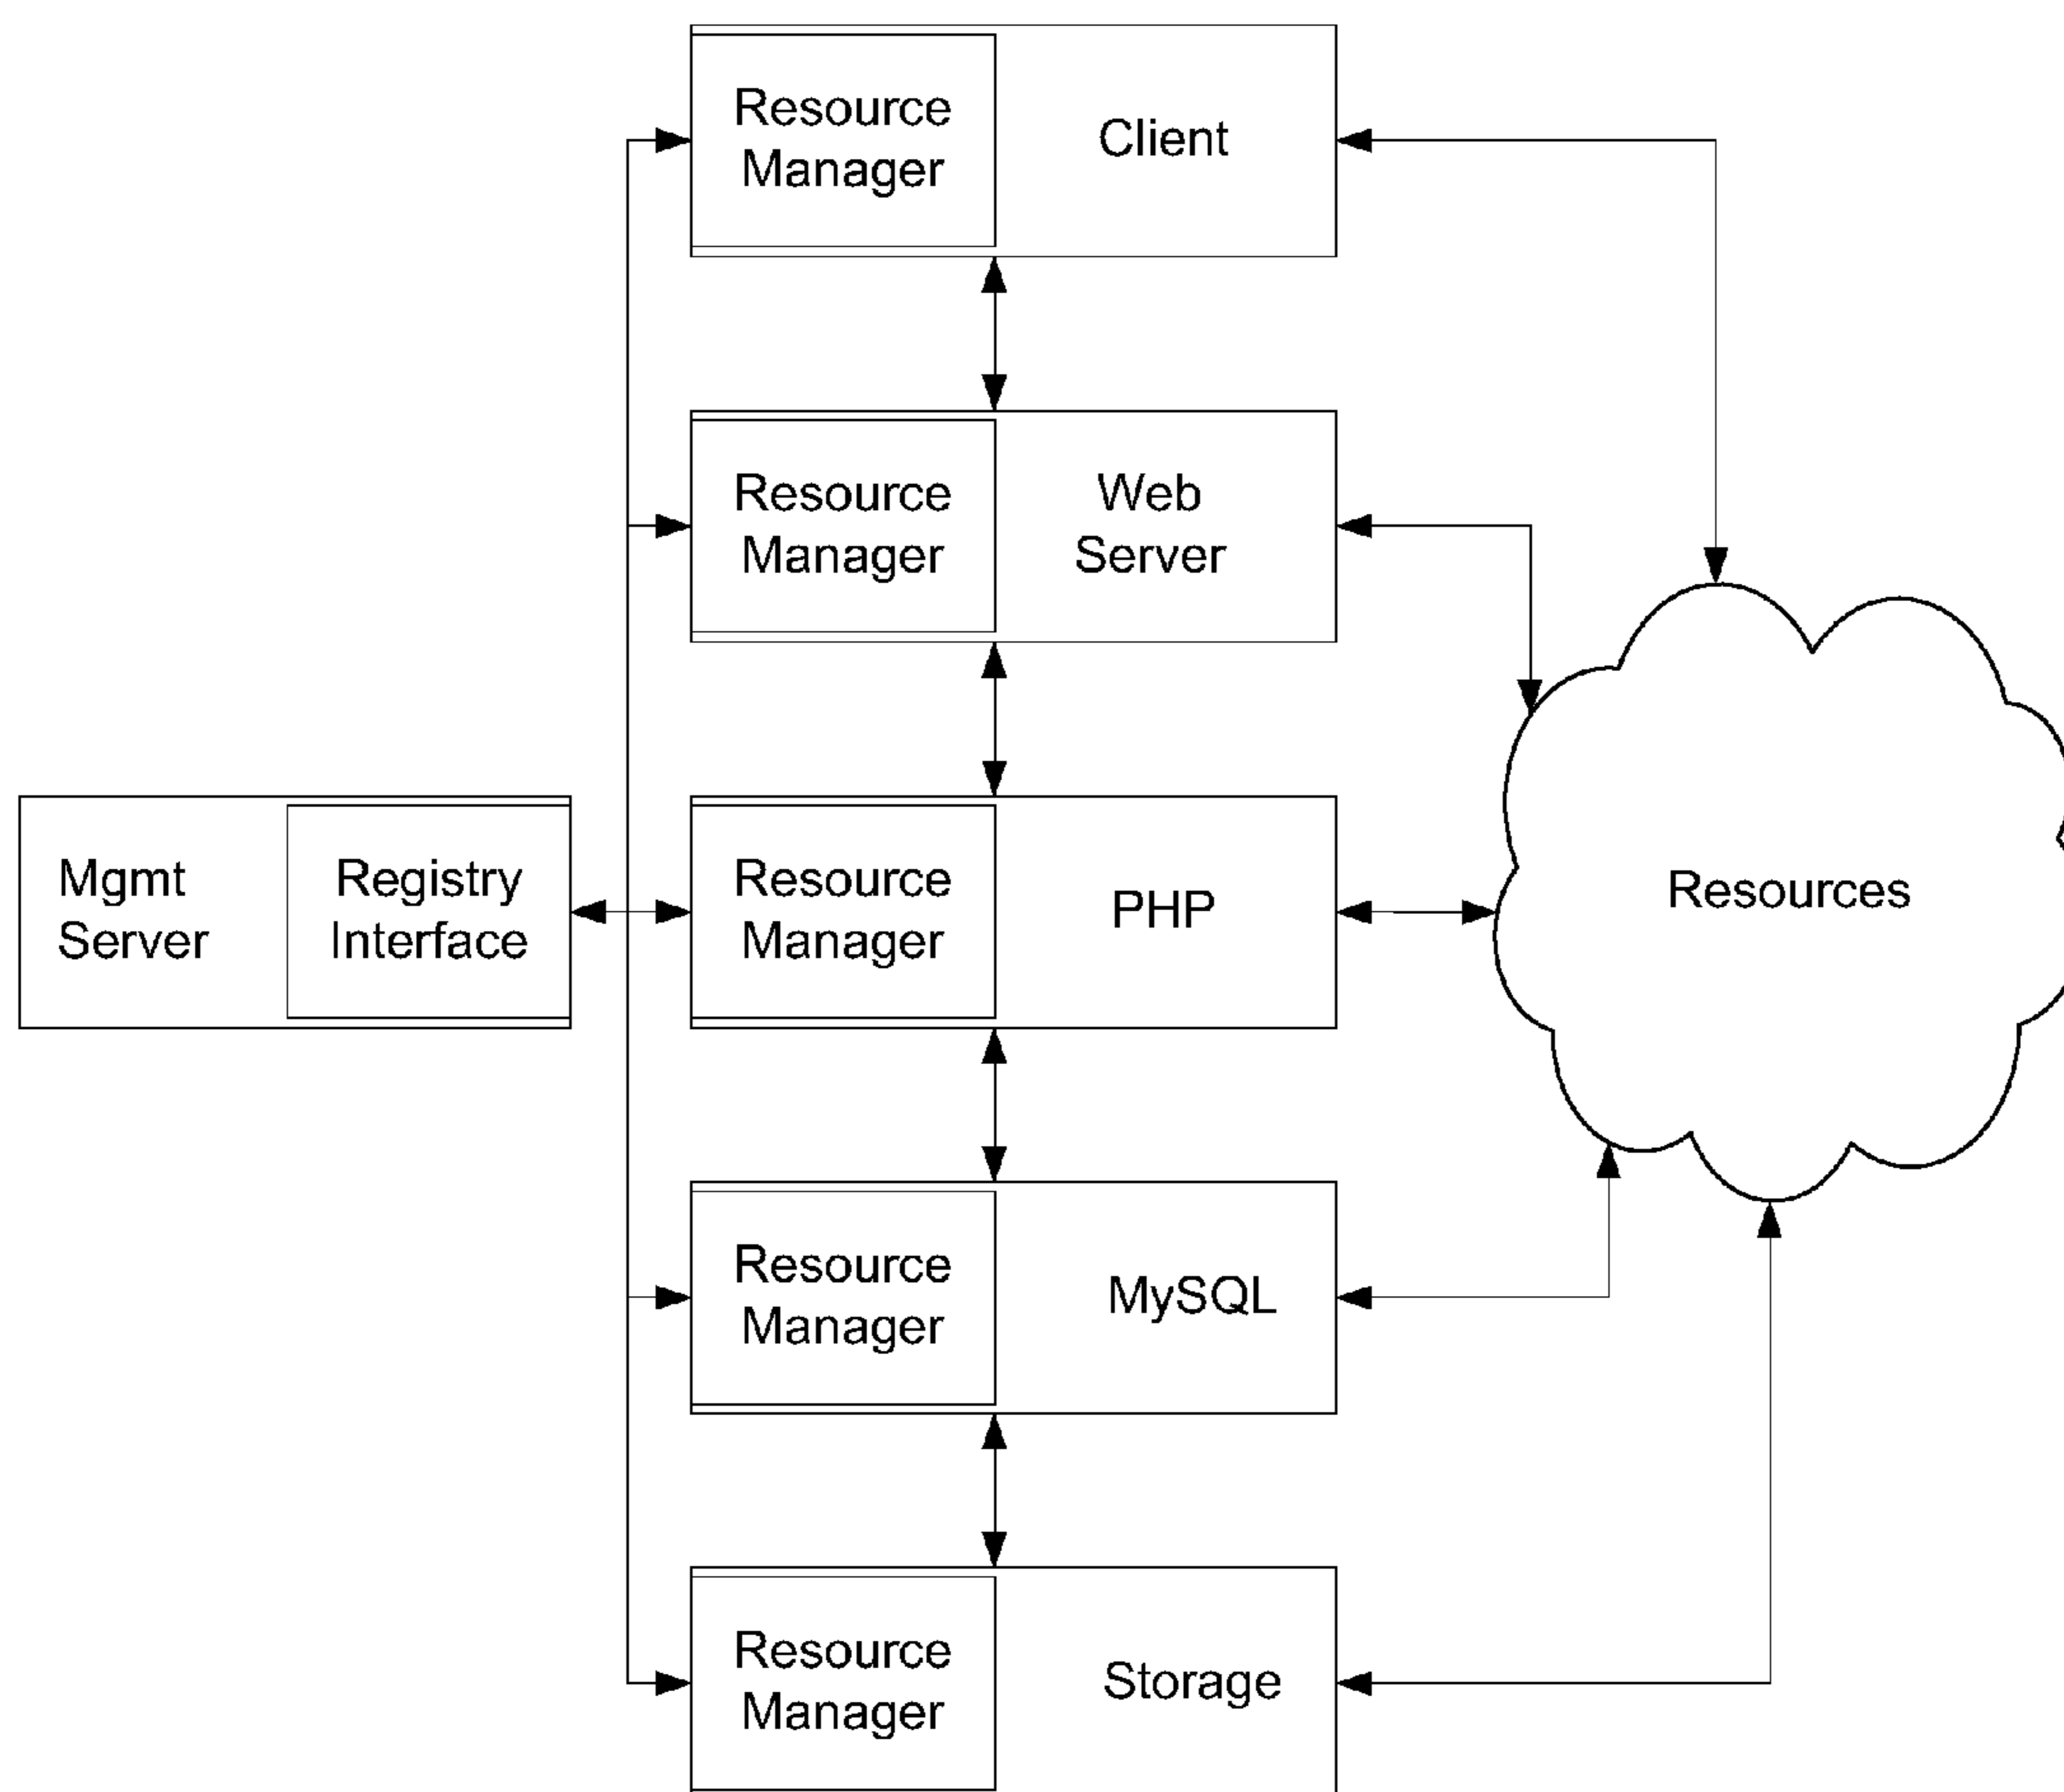 Resource
Manager
Client
Resource
Manager
Web
Server
Mgmt
Server
Registry
Interface
Resource
Manager
PHP
Resources
Resource
Manager
MySQL
Resource
Manager
Storage